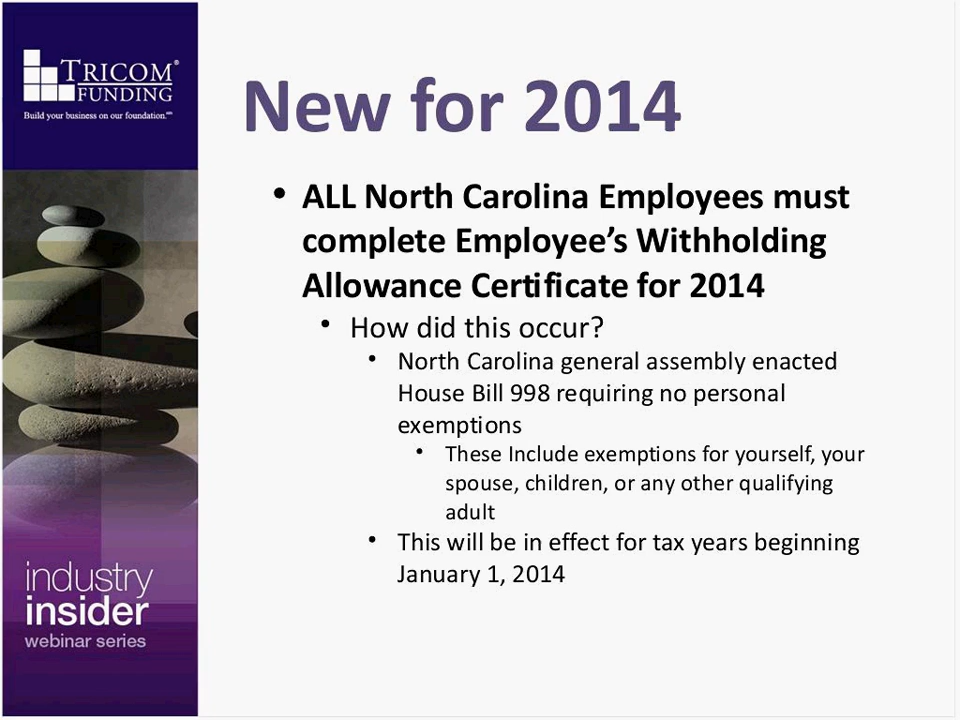 TRICOM®
FUNDING
Build your business on our foundation.℠
New for 2014
• ALL North Carolina Employees must
complete Employee’s Withholding
Allowance Certificate for 2014
• How did this occur?
• North Carolina general assembly enacted
House Bill 998 requiring no personal
exemptions
• These Include exemptions for yourself, your
spouse, children, or any other qualifying
adult
• This will be in effect for tax years beginning
January 1, 2014
industry
insider
webinar series